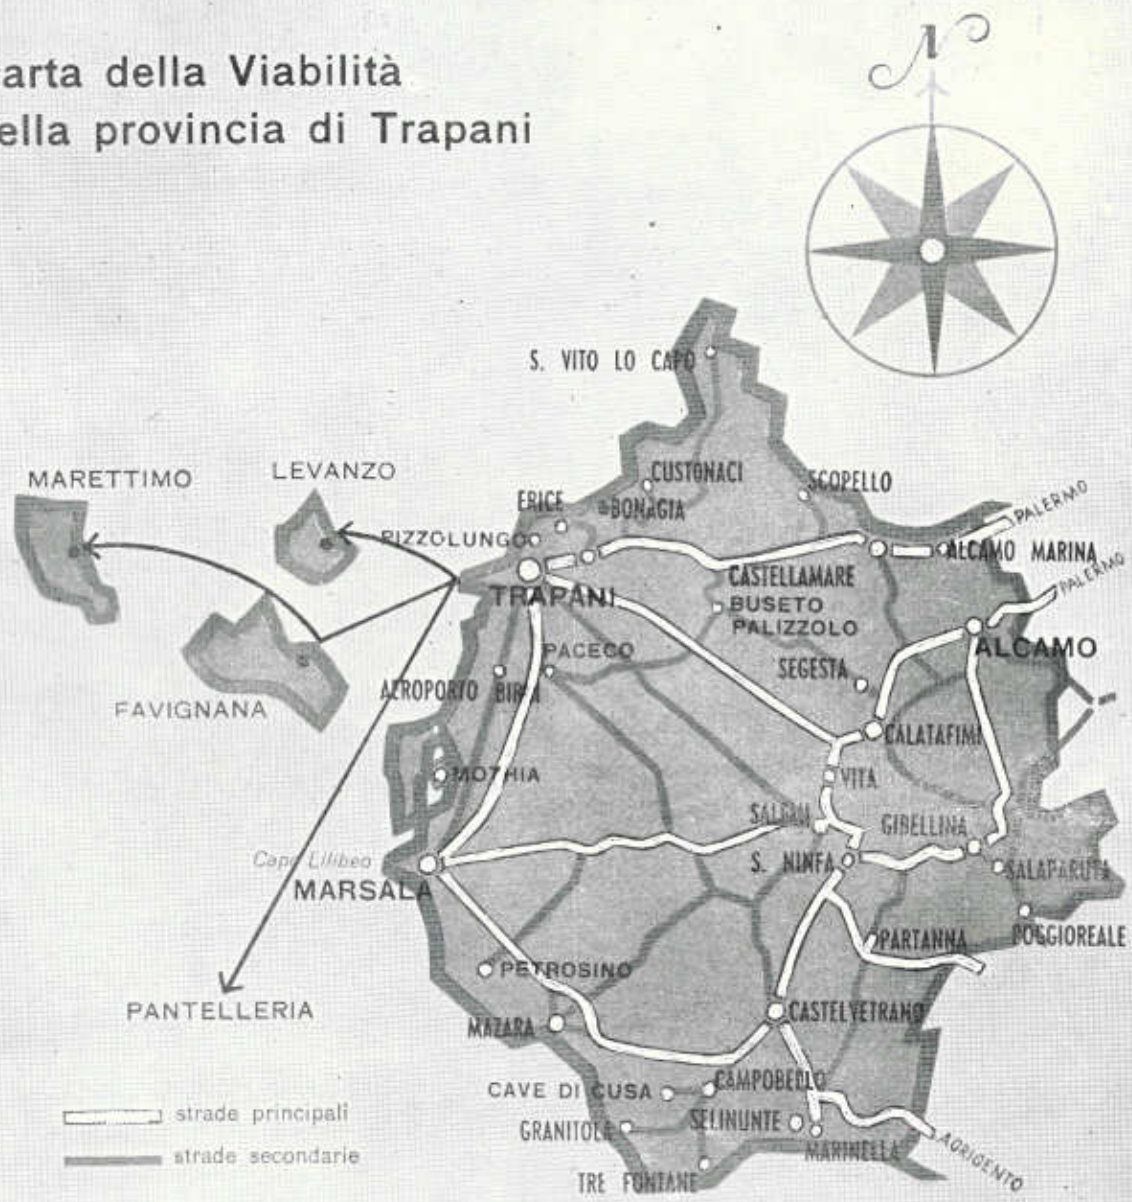 arta della Viabilità
ella provincia di Trapani
N
S. VITO LO CAPO
MARETTIMO
LEVANZO
CUSTONACI
SCOPELLO
ERICE
BONAGIA
PALERMO
PIZZOLUNGO
ALCAMO MARINA
TRAPANI
CASTELLAMARE
PALERMO
BUSETO
PALIZZOLO
PACECO
ALCAMO
SEGESTA
AEROPORTO BIRGI
FAVIGNANA
CALATAFIMI
MOTHIA
VITA
SALEMI
GIBELLINA
Capo Lilibeo
S. NINFA
SALAPARUTA
MARSALA
PARTANNA
POGGIOREALE
PETROSINO
PANTELLERIA
CASTELVETRANO
MAZARA
CAMPOBELLO
CAVE DI CUSA
strade principali
GRANITOLE
SELINUNTE
MARINELLA
AGRIGENTO
strade secondarie
TRE FONTANE